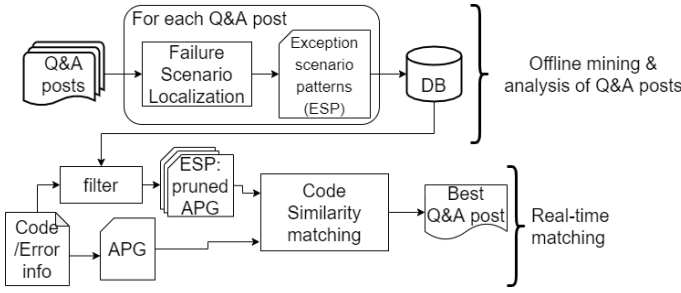 For each Q&A post
Q&A
posts
Failure
Scenario
Localization
Exception
scenario
patterns
(ESP)
DB
Offline mining &
analysis of Q&A posts
filter
ESP:
pruned
APG
Code
Similarity
matching
Best
Q&A post
Real-time
matching
Code
/Error
info
APG